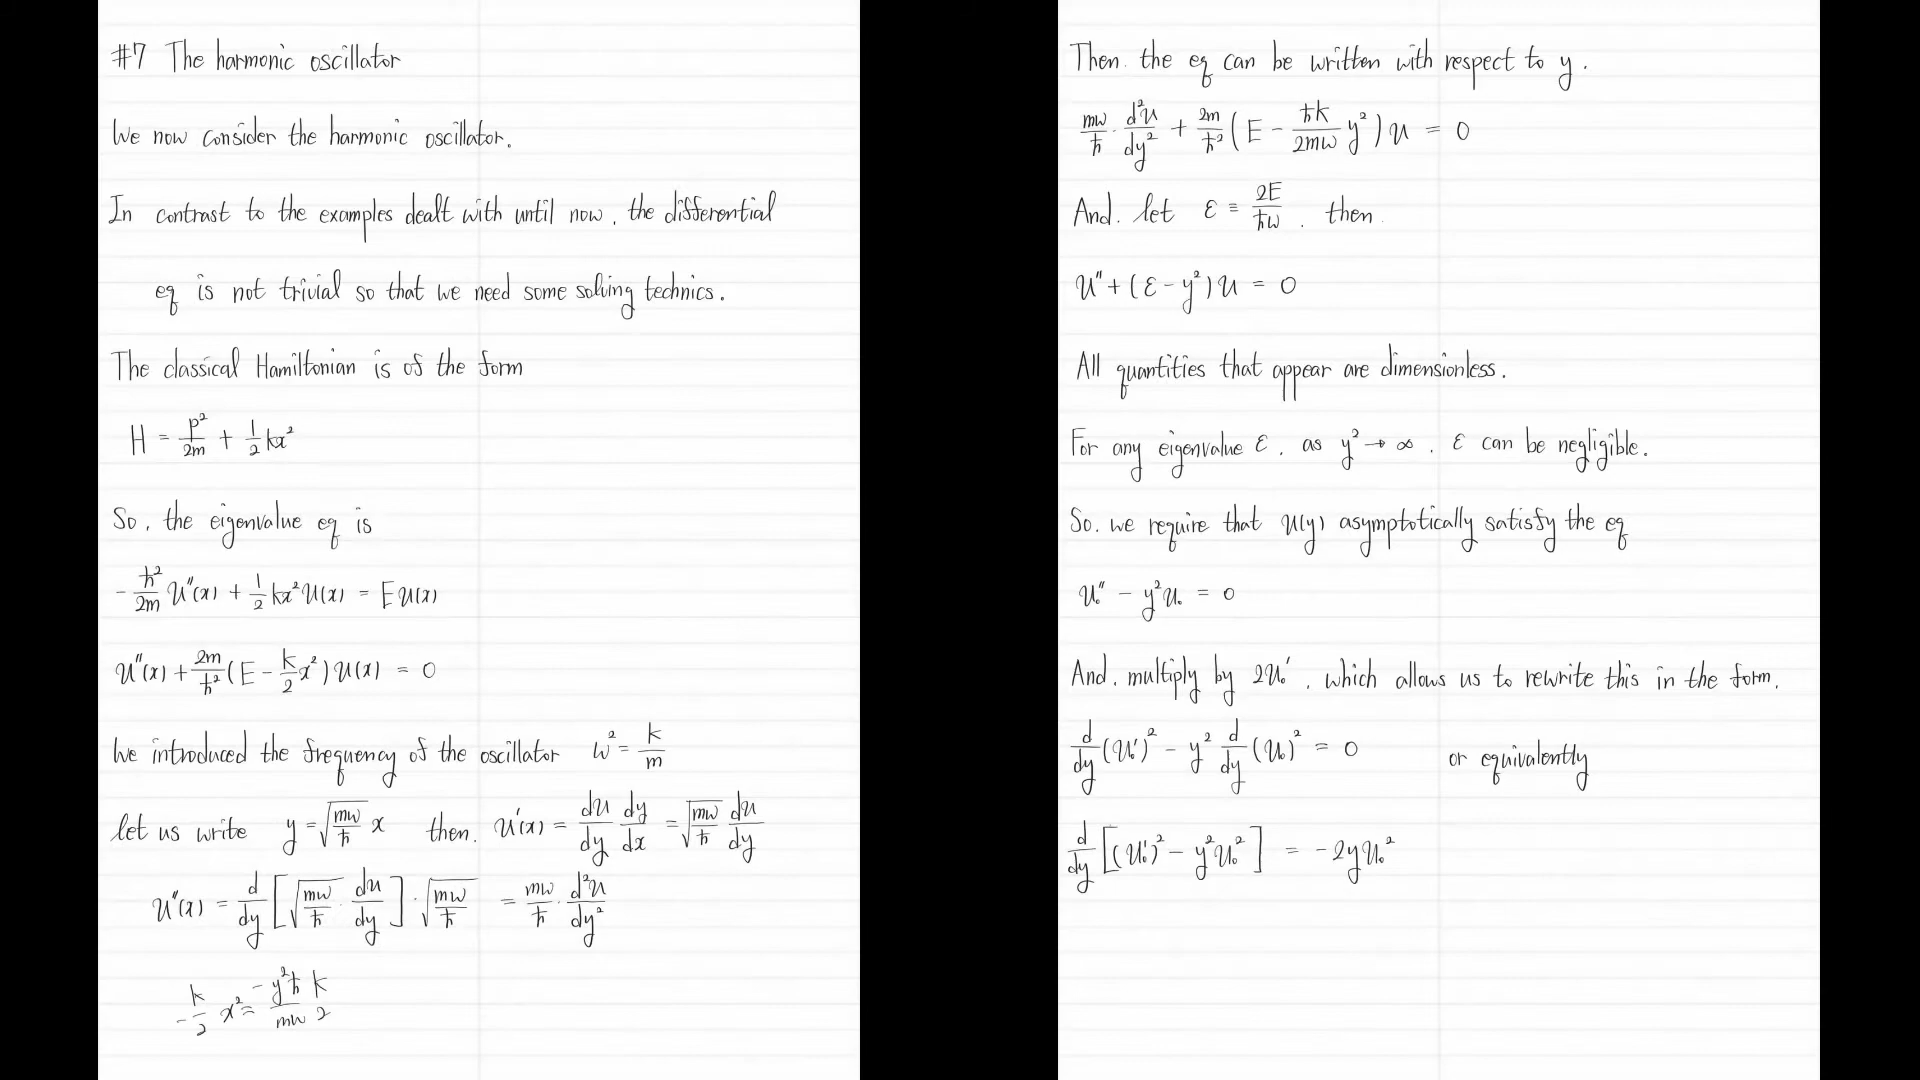 #7 The harmonic oscillator
We now consider the harmonic oscillator.
In contrast to the examples dealt with until now, the differential
eq is not trivial so that we need some solving technics.
The classical Hamiltonian is of the form
H = p²/2m + 1/2 kx²
So, the eigenvalue eq is
-ħ²/2m u''(x) + 1/2 kx² u(x) = E u(x)
u''(x) + 2m/ħ² (E - k/2 x²) u(x) = 0
We introduced the frequency of the oscillator ω² = k/m
let us write y = √(mω/ħ) x then, u'(x) = du/dy dy/dx = √(mω/ħ) du/dy
u''(x) = d/dy [√(mω/ħ) · du/dy] · √(mω/ħ) = mω/ħ · d²u/dy²
-k/2 x² = -y²ħ/mω k/2
Then, the eq can be written with respect to y.
mω/ħ · d²u/dy² + 2m/ħ² (E - ħk/2mω y²) u = 0
And, let ε ≡ 2E/ħω, then
u'' + (ε - y²) u = 0
All quantities that appear are dimensionless.
For any eigenvalue ε, as y² → ∞, ε can be negligible.
So, we require that u(y) asymptotically satisfy the eq
u₀'' - y²u₀ = 0
And, multiply by 2u₀', which allows us to rewrite this in the form,
d/dy (u₀')² - y² d/dy (u₀)² = 0 or equivalently
d/dy [(u₀')² - y²u₀²] = -2yu₀²